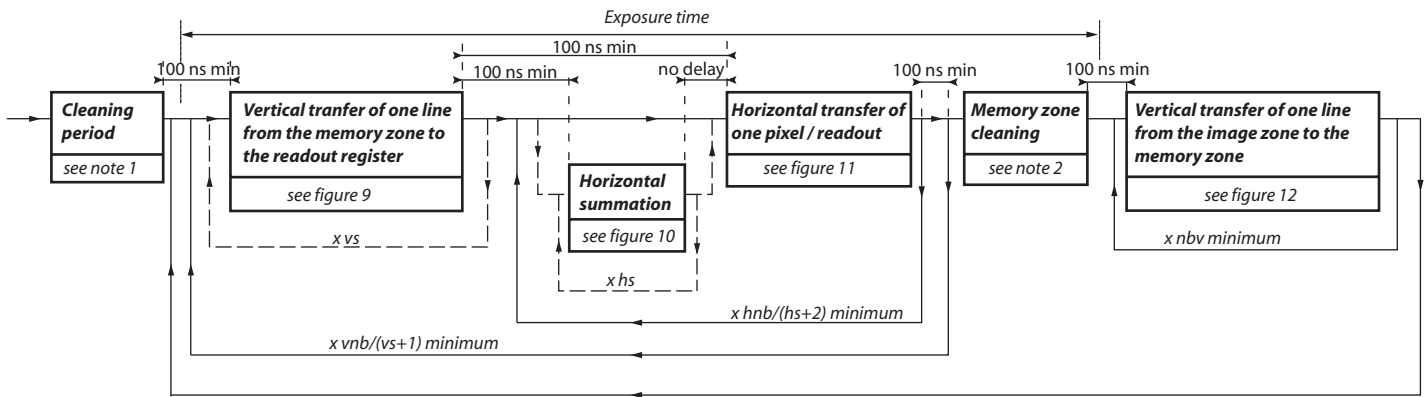 Exposure time
100 ns min
100 ns min
100 ns min
no delay
100 ns min
100 ns min
Cleaning
period
see note 1
Vertical tranfer of one line
from the memory zone to
the readout register
see figure 9
Horizontal
summation
see figure 10
Horizontal transfer of
one pixel / readout
see figure 11
Memory zone
cleaning
see note 2
Vertical transfer of one line
from the image zone to the
memory zone
see figure 12
x vs
x hs
x nbv minimum
x hnb/(hs+2) minimum
x vnb/(vs+1) minimum